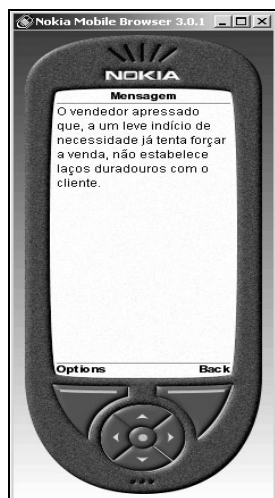 Nokia Mobile Browser 3.0.1
NOKIA
Mensagem
O vendedor apressado
que, a um leve indício de
necessidade já tenta forçar
a venda, não estabelece
laços duradouros com o
cliente.
Options Back